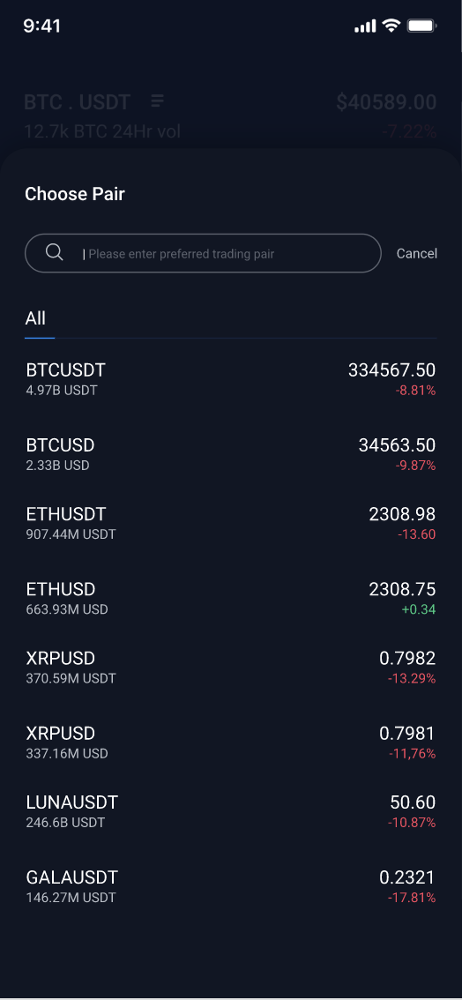 9:41
BTC . USDT $40589.00
12.7k BTC 24Hr vol -7.22%
Choose Pair
Please enter preferred trading pair Cancel
All
BTCUSDT 334567.50
4.97B USDT -8.81%
BTCUSD 34563.50
2.33B USD -9.87%
ETHUSDT 2308.98
907.44M USDT -13.60
ETHUSD 2308.75
663.93M USD +0.34
XRPUSD 0.7982
370.59M USDT -13.29%
XRPUSD 0.7981
337.16M USD -11,76%
LUNAUSDT 50.60
246.6B USDT -10.87%
GALAUSDT 0.2321
146.27M USDT -17.81%